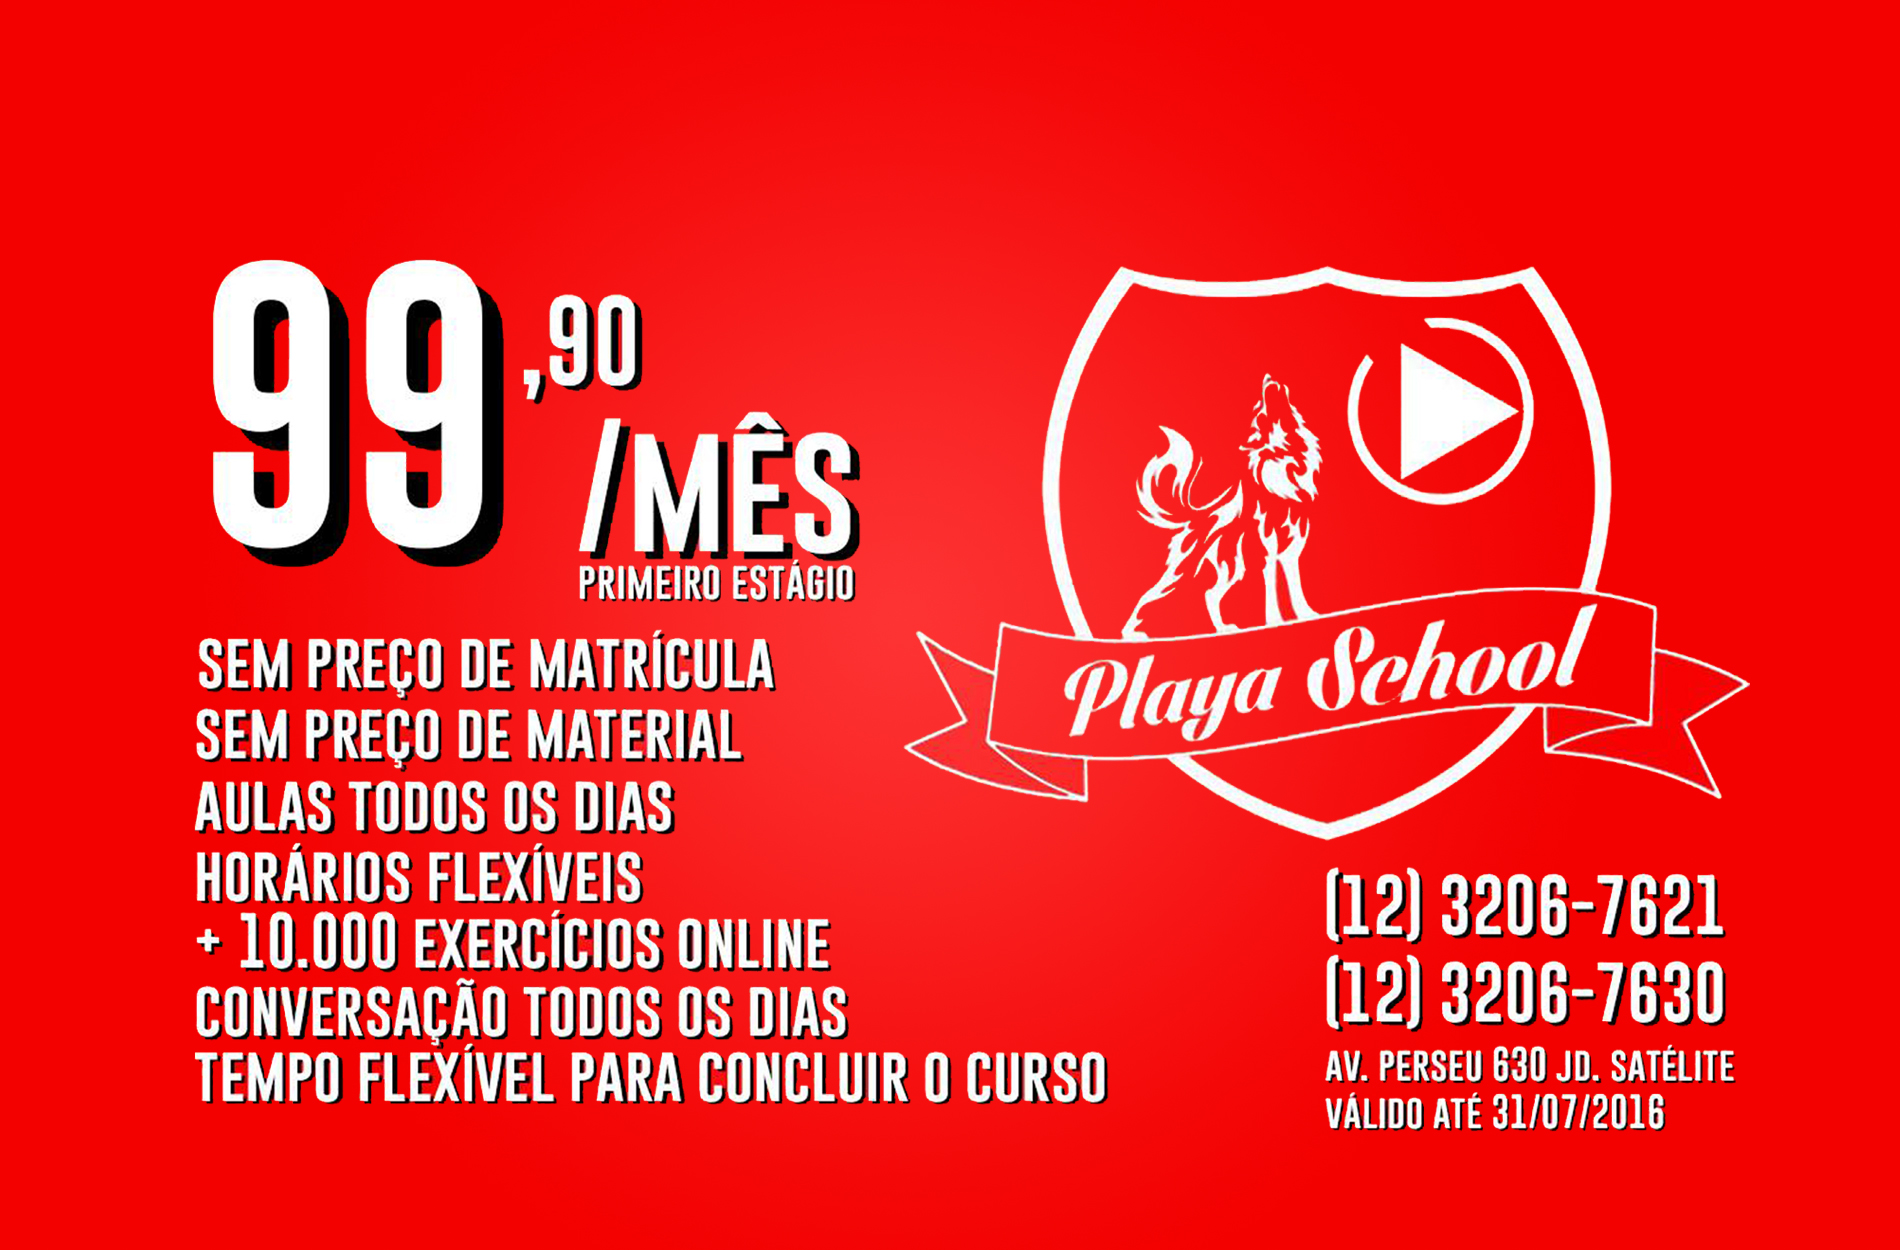 99,90
/MÊS
PRIMEIRO ESTÁGIO
SEM PREÇO DE MATRÍCULA
SEM PREÇO DE MATERIAL
AULAS TODOS OS DIAS
HORÁRIOS FLEXÍVEIS
+ 10.000 EXERCÍCIOS ONLINE
CONVERSAÇÃO TODOS OS DIAS
TEMPO FLEXÍVEL PARA CONCLUIR O CURSO
Playa School
(12) 3206-7621
(12) 3206-7630
AV. PERSEU 630 JD. SATÉLITE
VÁLIDO ATÉ 31/07/2016